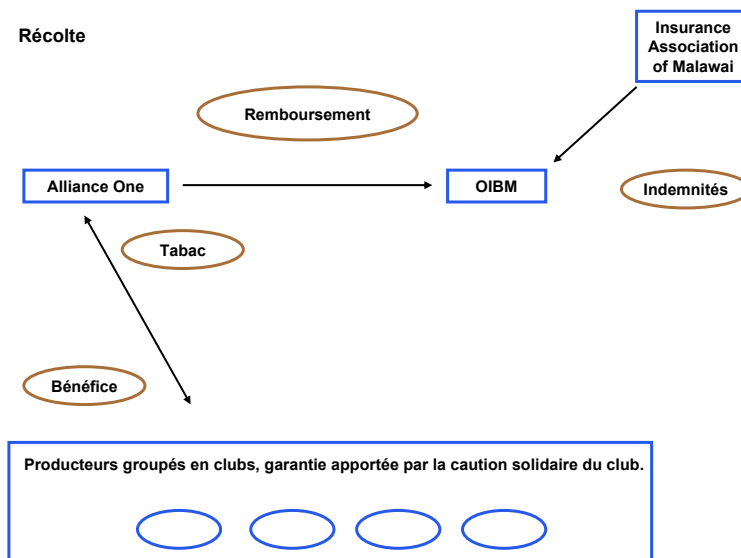 Récolte
Insurance
Association
of Malawai
Remboursement
Alliance One
OIBM
Indemnités
Tabac
Bénéfice
Producteurs groupés en clubs, garantie apportée par la caution solidaire du club.